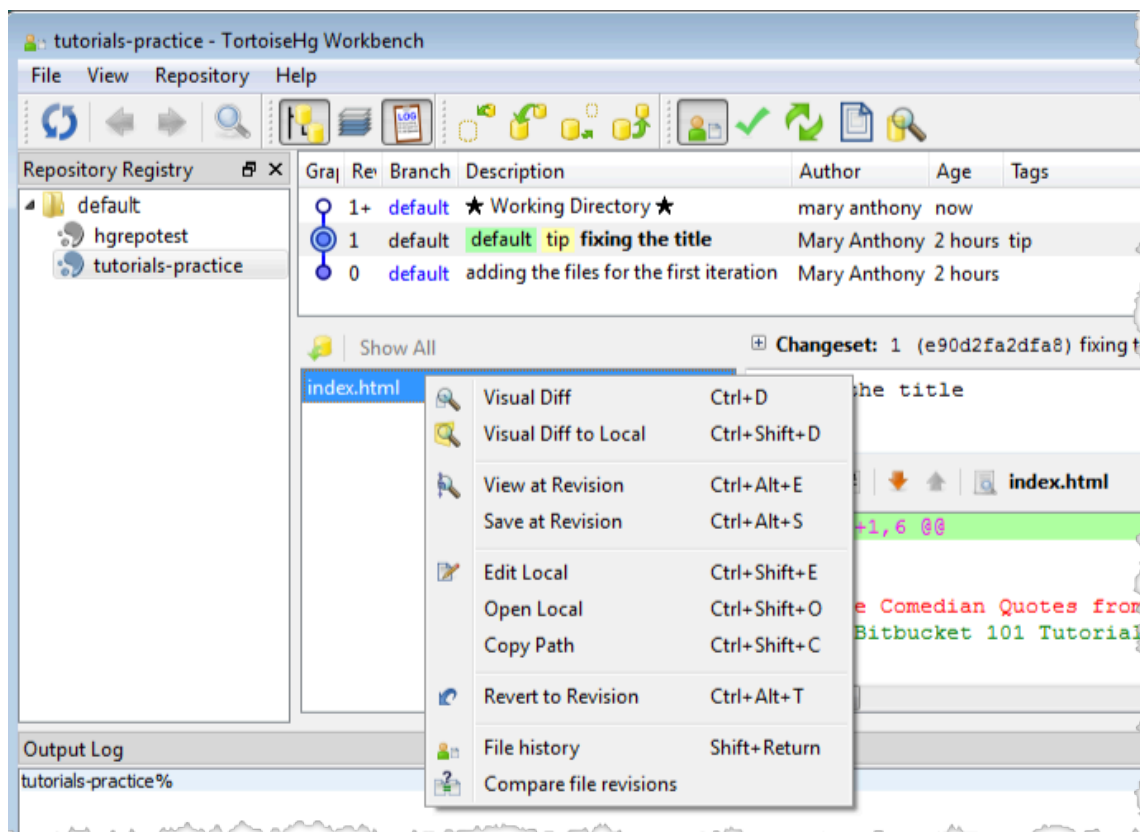 tutorials-practice - TortoiseHg Workbench
File View Repository Help
LOG
Repository Registry
default
hgrepotest
tutorials-practice
Graj Rev Branch Description Author Age Tags
1+ default ★ Working Directory ★ mary anthony now
1 default default tip fixing the title Mary Anthony 2 hours tip
0 default adding the files for the first iteration Mary Anthony 2 hours
Show All
Changeset: 1 (e90d2fa2dfa8) fixing t
index.html
he title
index.html
+1,6 @@
e Comedian Quotes from
Bitbucket 101 Tutorial
Visual Diff Ctrl+D
Visual Diff to Local Ctrl+Shift+D
View at Revision Ctrl+Alt+E
Save at Revision Ctrl+Alt+S
Edit Local Ctrl+Shift+E
Open Local Ctrl+Shift+O
Copy Path Ctrl+Shift+C
Revert to Revision Ctrl+Alt+T
File history Shift+Return
Compare file revisions
Output Log
tutorials-practice%